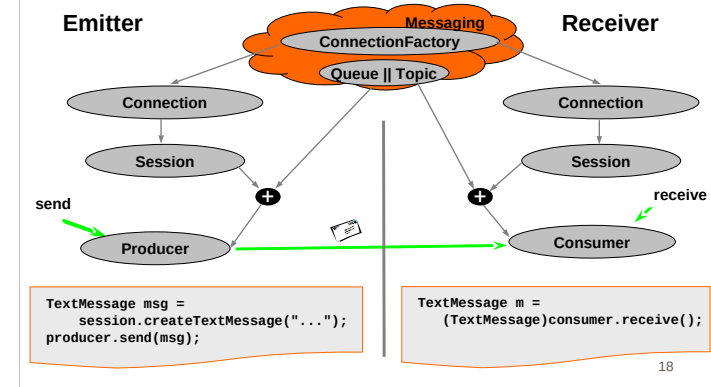 Emitter
Messaging
Receiver
ConnectionFactory
Queue || Topic
Connection
Connection
Session
Session
+
+
send
receive
Producer
Consumer
TextMessage msg =
session.createTextMessage("...");
producer.send(msg);
TextMessage m =
(TextMessage)consumer.receive();
18